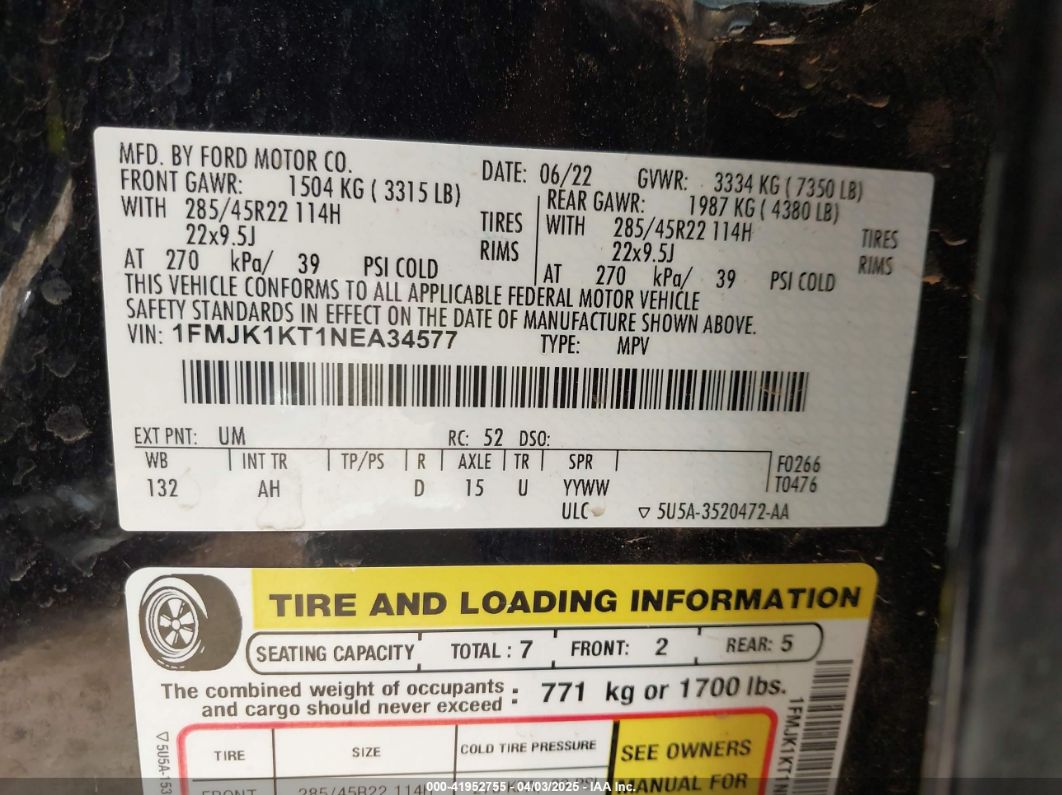 MFD. BY FORD MOTOR CO. DATE: 06/22 GVWR: 3334 KG ( 7350 LB)
FRONT GAWR: 1504 KG ( 3315 LB) REAR GAWR: 1987 KG ( 4380 LB)
WITH 285/45R22 114H TIRES WITH 285/45R22 114H TIRES
22x9.5J RIMS 22x9.5J RIMS
AT 270 kPa/ 39 PSI COLD AT 270 kPa/ 39 PSI COLD
THIS VEHICLE CONFORMS TO ALL APPLICABLE FEDERAL MOTOR VEHICLE
SAFETY STANDARDS IN EFFECT ON THE DATE OF MANUFACTURE SHOWN ABOVE.
VIN: 1FMJK1KT1NEA34577 TYPE: MPV
EXT PNT: UM RC: 52 DSO:
WB INT TR TP/PS R AXLE TR SPR F0266
132 AH D 15 U YYWW T0476
ULC ▽ 5U5A-3520472-AA
TIRE AND LOADING INFORMATION
SEATING CAPACITY TOTAL : 7 FRONT: 2 REAR: 5
The combined weight of occupants
and cargo should never exceed : 771 kg or 1700 lbs.
TIRE SIZE COLD TIRE PRESSURE SEE OWNERS
MANUAL FOR
FRONT 285/45R22 114H
▽5U5A-153
1FMJK1KT1N
000-41952755 - 04/03/2025 - IAA Inc.